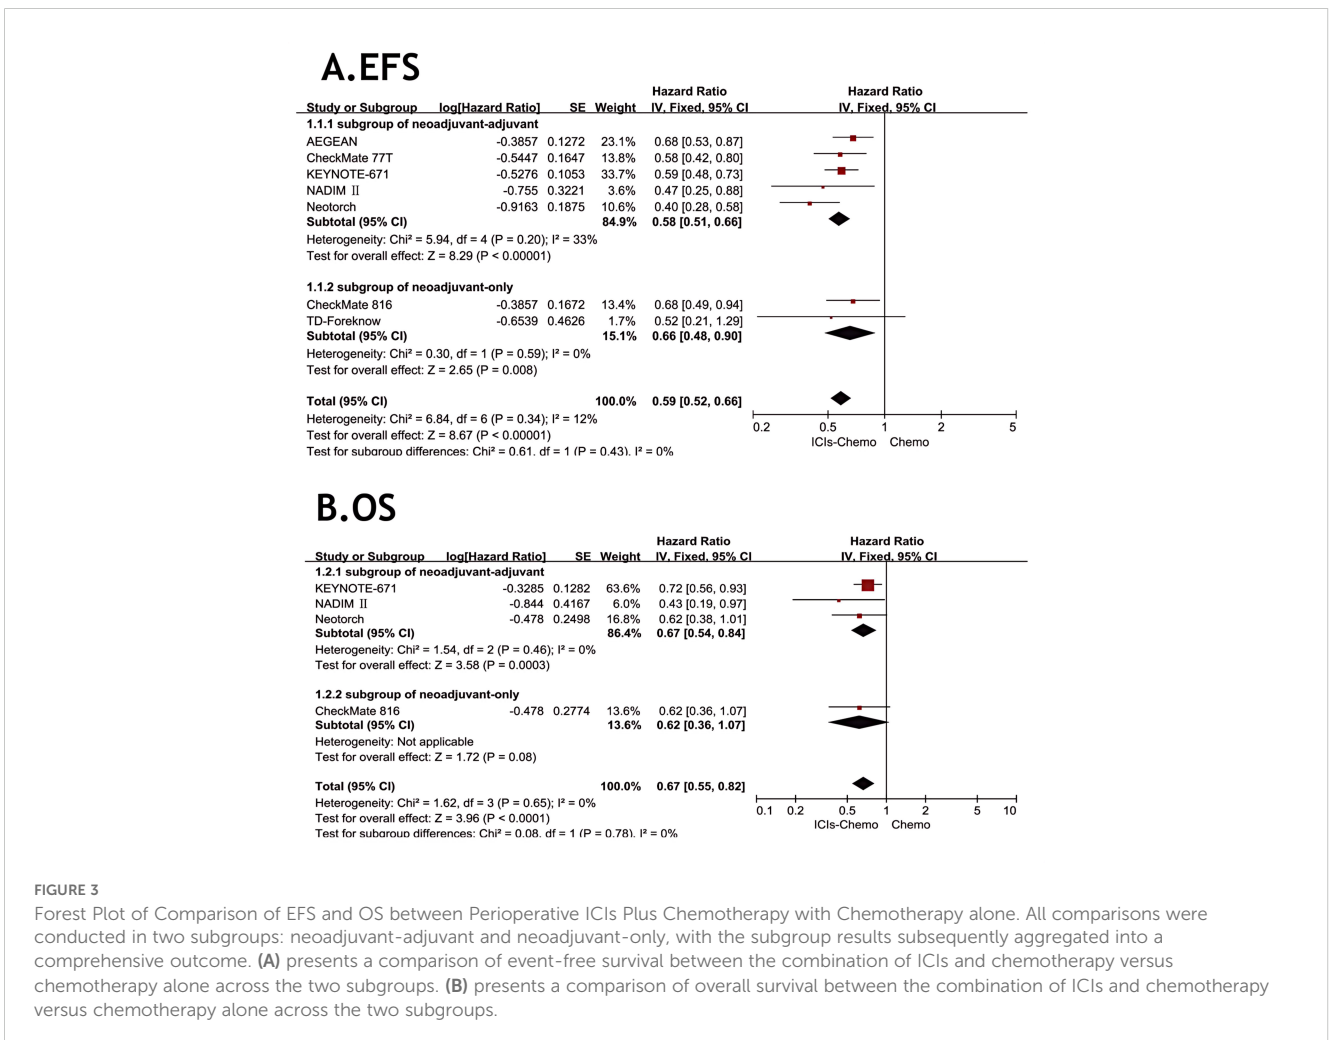 A.EFS
Hazard Ratio Hazard Ratio
Study or Subgroup log[Hazard Ratio] SE Weight IV, Fixed, 95% CI IV, Fixed, 95% CI
1.1.1 subgroup of neoadjuvant-adjuvant
AEGEAN -0.3857 0.1272 23.1% 0.68 [0.53, 0.87]
CheckMate 77T -0.5447 0.1647 13.8% 0.58 [0.42, 0.80]
KEYNOTE-671 -0.5276 0.1053 33.7% 0.59 [0.48, 0.73]
NADIM Ⅱ -0.755 0.3221 3.6% 0.47 [0.25, 0.88]
Neotorch -0.9163 0.1875 10.6% 0.40 [0.28, 0.58]
Subtotal (95% CI) 84.9% 0.58 [0.51, 0.66]
Heterogeneity: Chi² = 5.94, df = 4 (P = 0.20); I² = 33%
Test for overall effect: Z = 8.29 (P < 0.00001)
1.1.2 subgroup of neoadjuvant-only
CheckMate 816 -0.3857 0.1672 13.4% 0.68 [0.49, 0.94]
TD-Foreknow -0.6539 0.4626 1.7% 0.52 [0.21, 1.29]
Subtotal (95% CI) 15.1% 0.66 [0.48, 0.90]
Heterogeneity: Chi² = 0.30, df = 1 (P = 0.59); I² = 0%
Test for overall effect: Z = 2.65 (P = 0.008)
Total (95% CI) 100.0% 0.59 [0.52, 0.66]
Heterogeneity: Chi² = 6.84, df = 6 (P = 0.34); I² = 12%
Test for overall effect: Z = 8.67 (P < 0.00001)
Test for subgroup differences: Chi² = 0.61, df = 1 (P = 0.43), I² = 0%
0.2 0.5 1 2 5
ICIs-Chemo Chemo
B.OS
Hazard Ratio Hazard Ratio
Study or Subgroup log[Hazard Ratio] SE Weight IV, Fixed, 95% CI IV, Fixed, 95% CI
1.2.1 subgroup of neoadjuvant-adjuvant
KEYNOTE-671 -0.3285 0.1282 63.6% 0.72 [0.56, 0.93]
NADIM Ⅱ -0.844 0.4167 6.0% 0.43 [0.19, 0.97]
Neotorch -0.478 0.2498 16.8% 0.62 [0.38, 1.01]
Subtotal (95% CI) 86.4% 0.67 [0.54, 0.84]
Heterogeneity: Chi² = 1.54, df = 2 (P = 0.46); I² = 0%
Test for overall effect: Z = 3.58 (P = 0.0003)
1.2.2 subgroup of neoadjuvant-only
CheckMate 816 -0.478 0.2774 13.6% 0.62 [0.36, 1.07]
Subtotal (95% CI) 13.6% 0.62 [0.36, 1.07]
Heterogeneity: Not applicable
Test for overall effect: Z = 1.72 (P = 0.08)
Total (95% CI) 100.0% 0.67 [0.55, 0.82]
Heterogeneity: Chi² = 1.62, df = 3 (P = 0.65); I² = 0%
Test for overall effect: Z = 3.96 (P < 0.0001)
Test for subgroup differences: Chi² = 0.08, df = 1 (P = 0.78), I² = 0%
0.1 0.2 0.5 1 2 5 10
ICIs-Chemo Chemo
FIGURE 3
Forest Plot of Comparison of EFS and OS between Perioperative ICIs Plus Chemotherapy with Chemotherapy alone. All comparisons were
conducted in two subgroups: neoadjuvant-adjuvant and neoadjuvant-only, with the subgroup results subsequently aggregated into a
comprehensive outcome. (A) presents a comparison of event-free survival between the combination of ICIs and chemotherapy versus
chemotherapy alone across the two subgroups. (B) presents a comparison of overall survival between the combination of ICIs and chemotherapy
versus chemotherapy alone across the two subgroups.